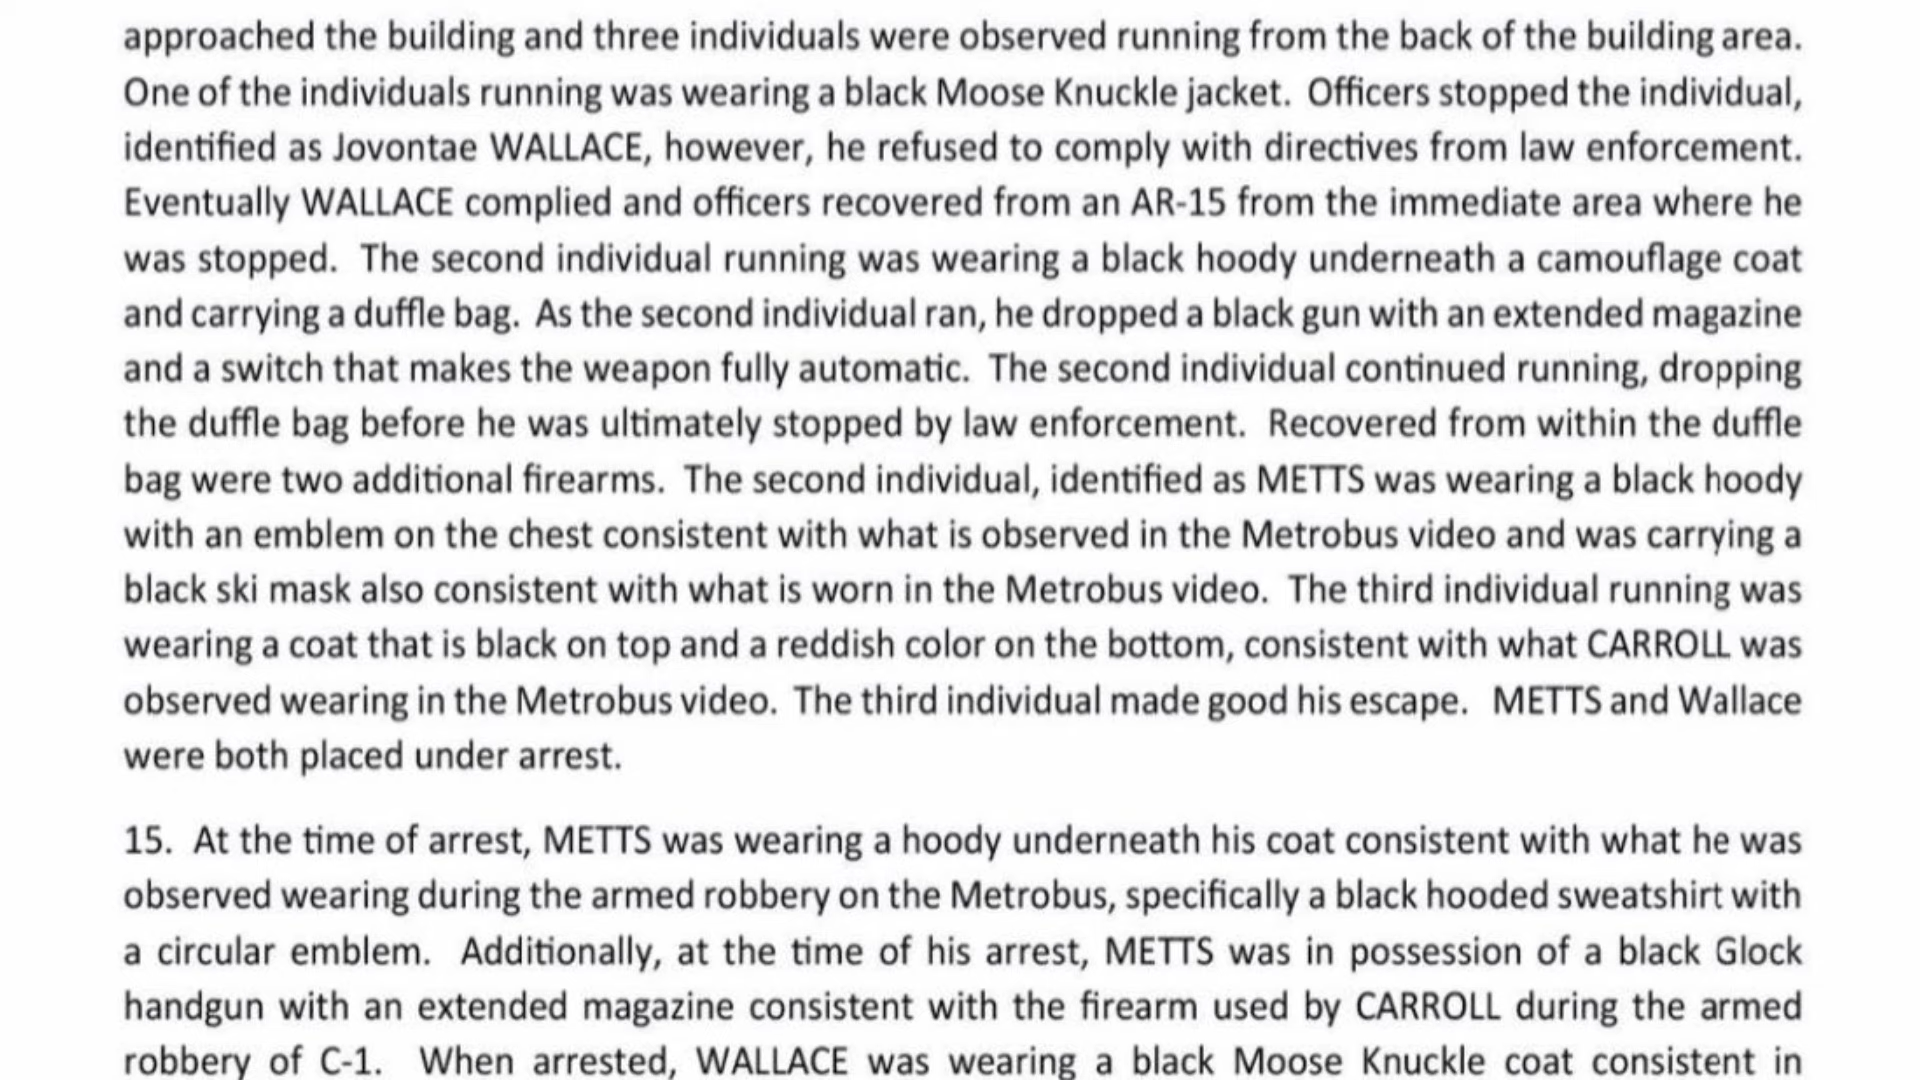 approached the building and three individuals were observed running from the back of the building area.
One of the individuals running was wearing a black Moose Knuckle jacket. Officers stopped the individual,
identified as Jovontae WALLACE, however, he refused to comply with directives from law enforcement.
Eventually WALLACE complied and officers recovered from an AR-15 from the immediate area where he
was stopped. The second individual running was wearing a black hoody underneath a camouflage coat
and carrying a duffle bag. As the second individual ran, he dropped a black gun with an extended magazine
and a switch that makes the weapon fully automatic. The second individual continued running, dropping
the duffle bag before he was ultimately stopped by law enforcement. Recovered from within the duffle
bag were two additional firearms. The second individual, identified as METTS was wearing a black hoody
with an emblem on the chest consistent with what is observed in the Metrobus video and was carrying a
black ski mask also consistent with what is worn in the Metrobus video. The third individual running was
wearing a coat that is black on top and a reddish color on the bottom, consistent with what CARROLL was
observed wearing in the Metrobus video. The third individual made good his escape. METTS and Wallace
were both placed under arrest.
15. At the time of arrest, METTS was wearing a hoody underneath his coat consistent with what he was
observed wearing during the armed robbery on the Metrobus, specifically a black hooded sweatshirt with
a circular emblem. Additionally, at the time of his arrest, METTS was in possession of a black Glock
handgun with an extended magazine consistent with the firearm used by CARROLL during the armed
robbery of C-1. When arrested, WALLACE was wearing a black Moose Knuckle coat consistent in